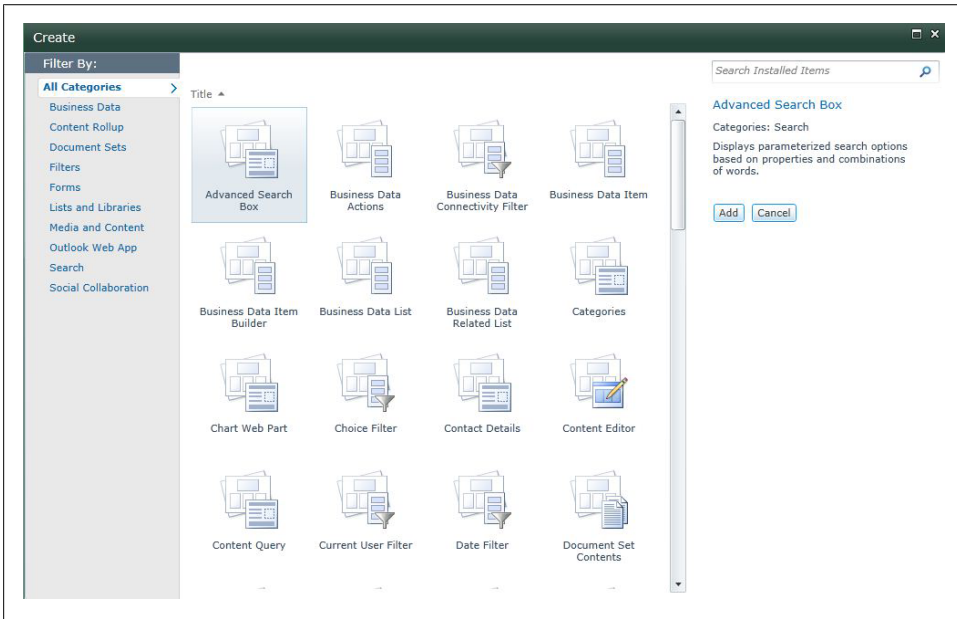 Create
Filter By:
All Categories
Business Data
Content Rollup
Document Sets
Filters
Forms
Lists and Libraries
Media and Content
Outlook Web App
Search
Social Collaboration
Title
Advanced Search
Box
Business Data
Actions
Business Data
Connectivity Filter
Business Data Item
Business Data Item
Builder
Business Data List
Business Data
Related List
Categories
Chart Web Part
Choice Filter
Contact Details
Content Editor
Content Query
Current User Filter
Date Filter
Document Set
Contents
Search Installed Items
Advanced Search Box
Categories: Search
Displays parameterized search options
based on properties and combinations
of words.
Add Cancel